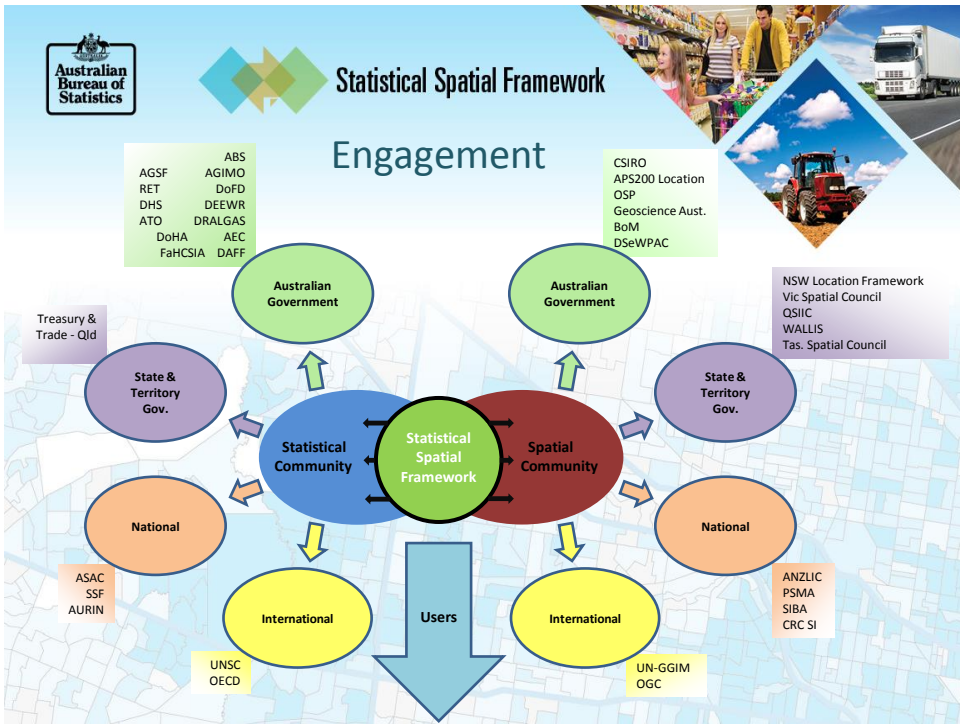 Australian
Bureau of
Statistics
Statistical Spatial Framework
Engagement
ABS
AGSF AGIMO
RET DoFD
DHS DEEWR
ATO DRALGAS
DoHA AEC
FaHCSIA DAFF
CSIRO
APS200 Location
OSP
Geoscience Aust.
BoM
DSeWPAC
Australian
Government
Australian
Government
NSW Location Framework
Vic Spatial Council
QSIIC
WALLIS
Tas. Spatial Council
Treasury &
Trade - Qld
State &
Territory
Gov.
State &
Territory
Gov.
Statistical
Community
Statistical
Spatial
Framework
Spatial
Community
National
National
ASAC
SSF
AURIN
ANZLIC
PSMA
SIBA
CRC SI
International
Users
International
UNSC
OECD
UN-GGIM
OGC